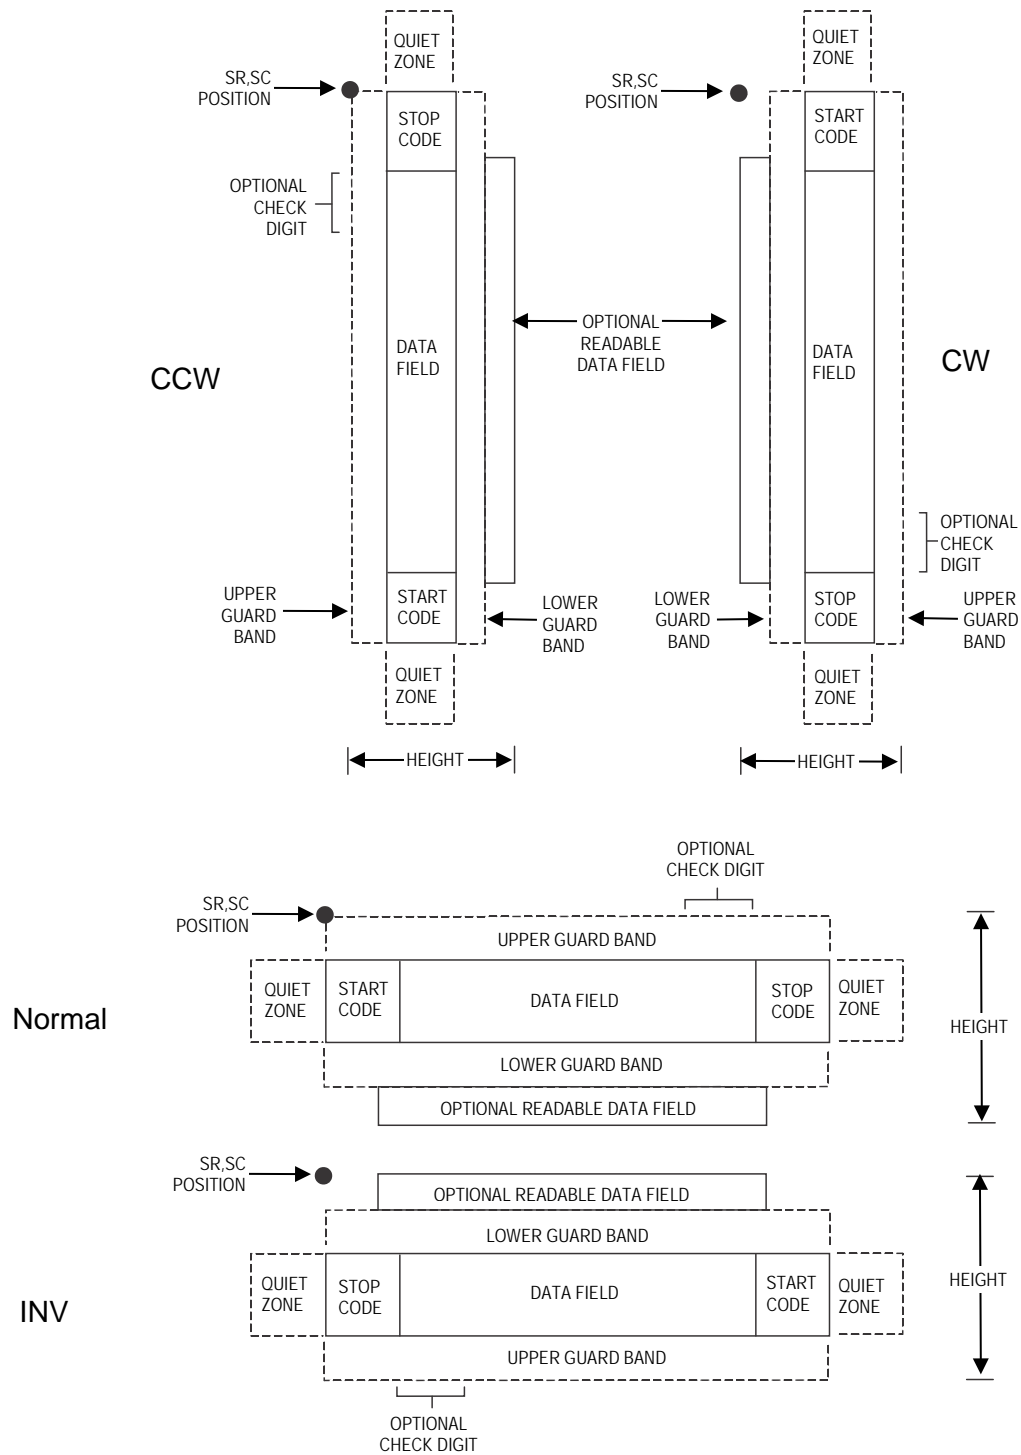 QUIET
ZONE
SR,SC
POSITION
STOP
CODE
OPTIONAL
CHECK
DIGIT
DATA
FIELD
CCW
UPPER
GUARD
BAND
START
CODE
LOWER
GUARD
BAND
QUIET
ZONE
HEIGHT
OPTIONAL
READABLE
DATA FIELD
QUIET
ZONE
SR,SC
POSITION
START
CODE
DATA
FIELD
CW
OPTIONAL
CHECK
DIGIT
LOWER
GUARD
BAND
STOP
CODE
UPPER
GUARD
BAND
QUIET
ZONE
HEIGHT
OPTIONAL
CHECK DIGIT
SR,SC
POSITION
UPPER GUARD BAND
Normal
QUIET
ZONE
START
CODE
DATA FIELD
STOP
CODE
QUIET
ZONE
HEIGHT
LOWER GUARD BAND
OPTIONAL READABLE DATA FIELD
SR,SC
POSITION
OPTIONAL READABLE DATA FIELD
LOWER GUARD BAND
INV
QUIET
ZONE
STOP
CODE
DATA FIELD
START
CODE
QUIET
ZONE
HEIGHT
UPPER GUARD BAND
OPTIONAL
CHECK DIGIT